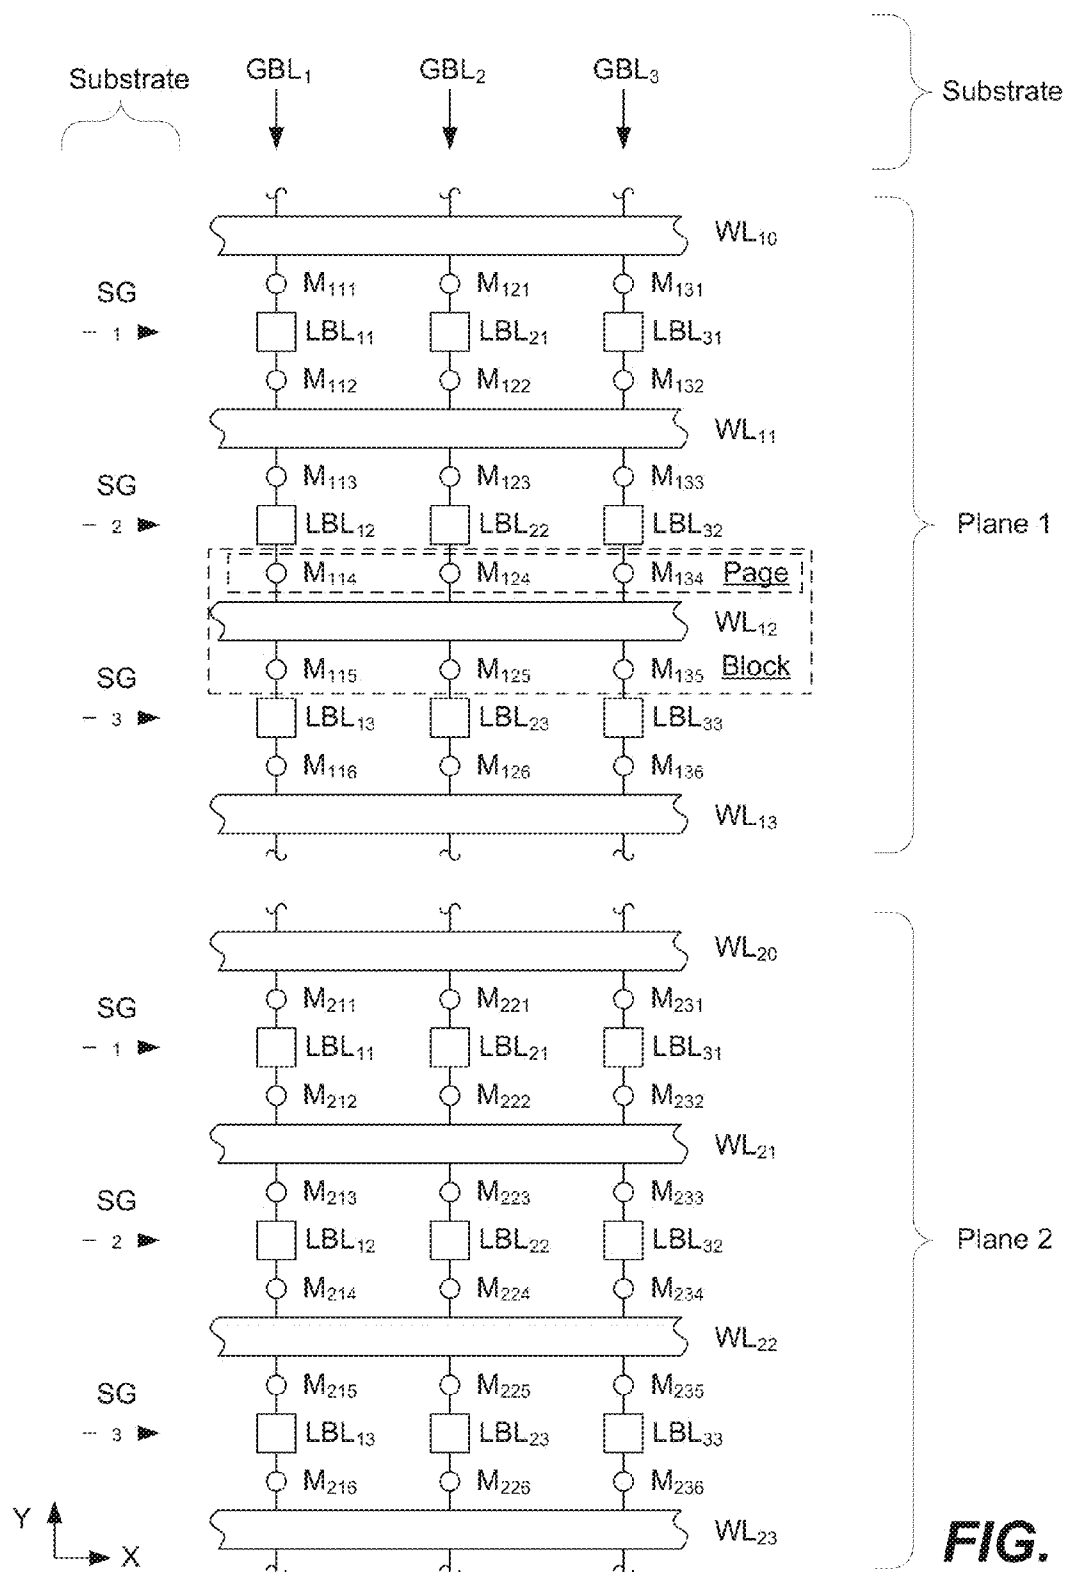 Substrate GBL₁ GBL₂ GBL₃ Substrate
WL₁₀
M₁₁₁ M₁₂₁ M₁₃₁
SG
1 LBL₁₁ LBL₂₁ LBL₃₁
M₁₁₂ M₁₂₂ M₁₃₂
WL₁₁
M₁₁₃ M₁₂₃ M₁₃₃
SG
2 LBL₁₂ LBL₂₂ LBL₃₂
Plane 1
M₁₁₄ M₁₂₄ M₁₃₄ Page
WL₁₂
M₁₁₅ M₁₂₅ M₁₃₅ Block
SG
3 LBL₁₃ LBL₂₃ LBL₃₃
M₁₁₆ M₁₂₆ M₁₃₆
WL₁₃
WL₂₀
M₂₁₁ M₂₂₁ M₂₃₁
SG
1 LBL₁₁ LBL₂₁ LBL₃₁
M₂₁₂ M₂₂₂ M₂₃₂
WL₂₁
M₂₁₃ M₂₂₃ M₂₃₃
SG
2 LBL₁₂ LBL₂₂ LBL₃₂
Plane 2
M₂₁₄ M₂₂₄ M₂₃₄
WL₂₂
M₂₁₅ M₂₂₅ M₂₃₅
SG
3 LBL₁₃ LBL₂₃ LBL₃₃
M₂₁₆ M₂₂₆ M₂₃₆
WL₂₃
Y
X
FIG.